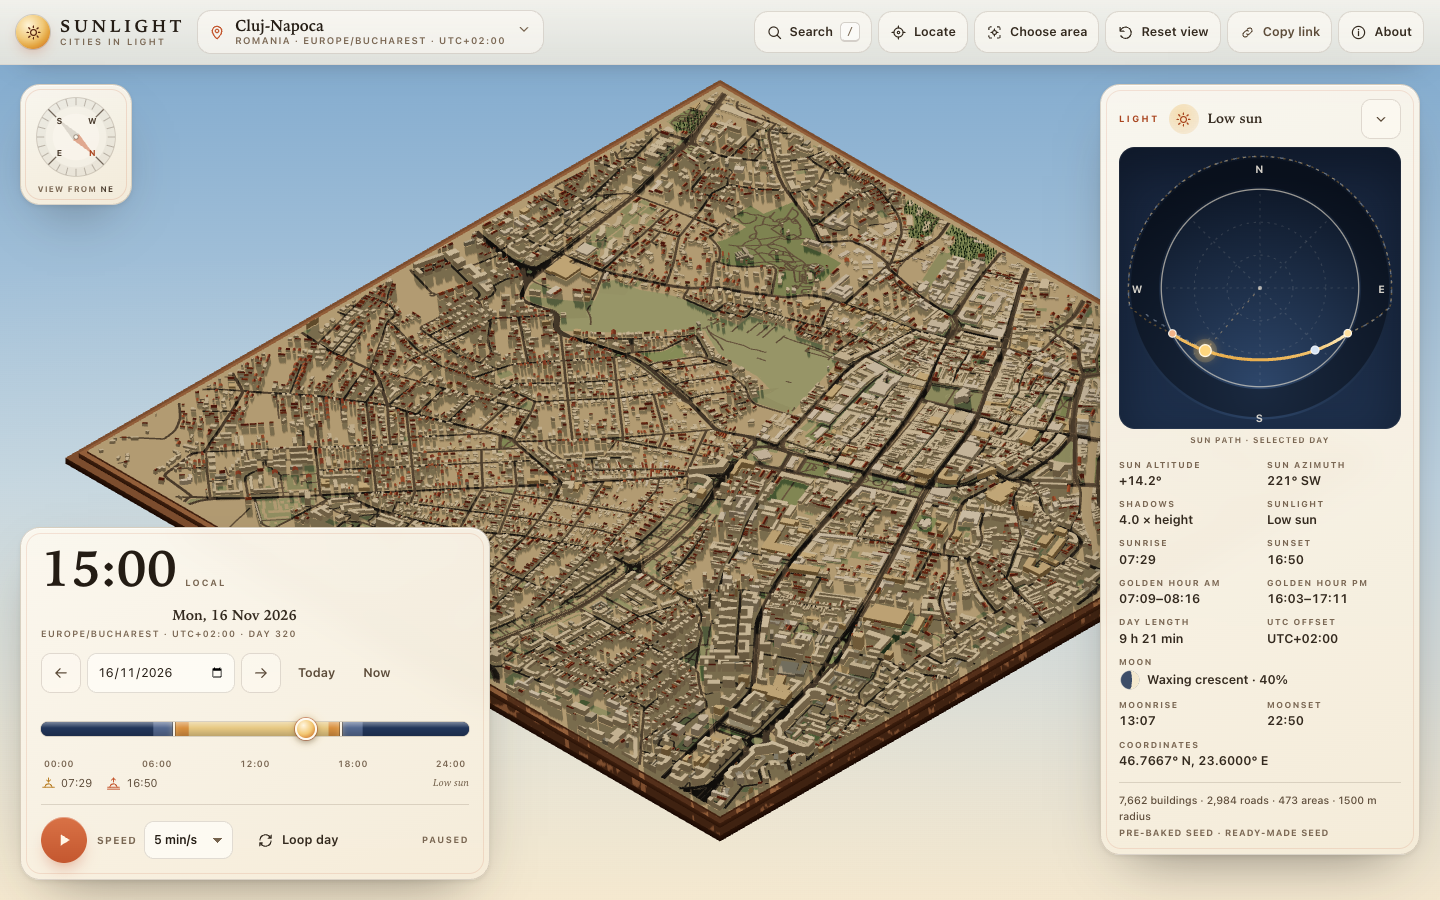 SUNLIGHT
CITIES IN LIGHT
Cluj-Napoca
ROMANIA · EUROPE/BUCHAREST · UTC+02:00
Search /
Locate
Choose area
Reset view
Copy link
About
S W
E N
VIEW FROM NE
LIGHT Low sun
N
W E
S
SUN PATH · SELECTED DAY
SUN ALTITUDE SUN AZIMUTH
+14.2° 221° SW
SHADOWS SUNLIGHT
4.0 × height Low sun
SUNRISE SUNSET
07:29 16:50
GOLDEN HOUR AM GOLDEN HOUR PM
07:09–08:16 16:03–17:11
DAY LENGTH UTC OFFSET
9 h 21 min UTC+02:00
MOON
Waxing crescent · 40%
MOONRISE MOONSET
13:07 22:50
COORDINATES
46.7667° N, 23.6000° E
7,662 buildings · 2,984 roads · 473 areas · 1500 m
radius
PRE-BAKED SEED · READY-MADE SEED
15:00 LOCAL
Mon, 16 Nov 2026
EUROPE/BUCHAREST · UTC+02:00 · DAY 320
16/11/2026 Today Now
00:00 06:00 12:00 18:00 24:00
07:29 16:50 Low sun
SPEED 5 min/s Loop day PAUSED